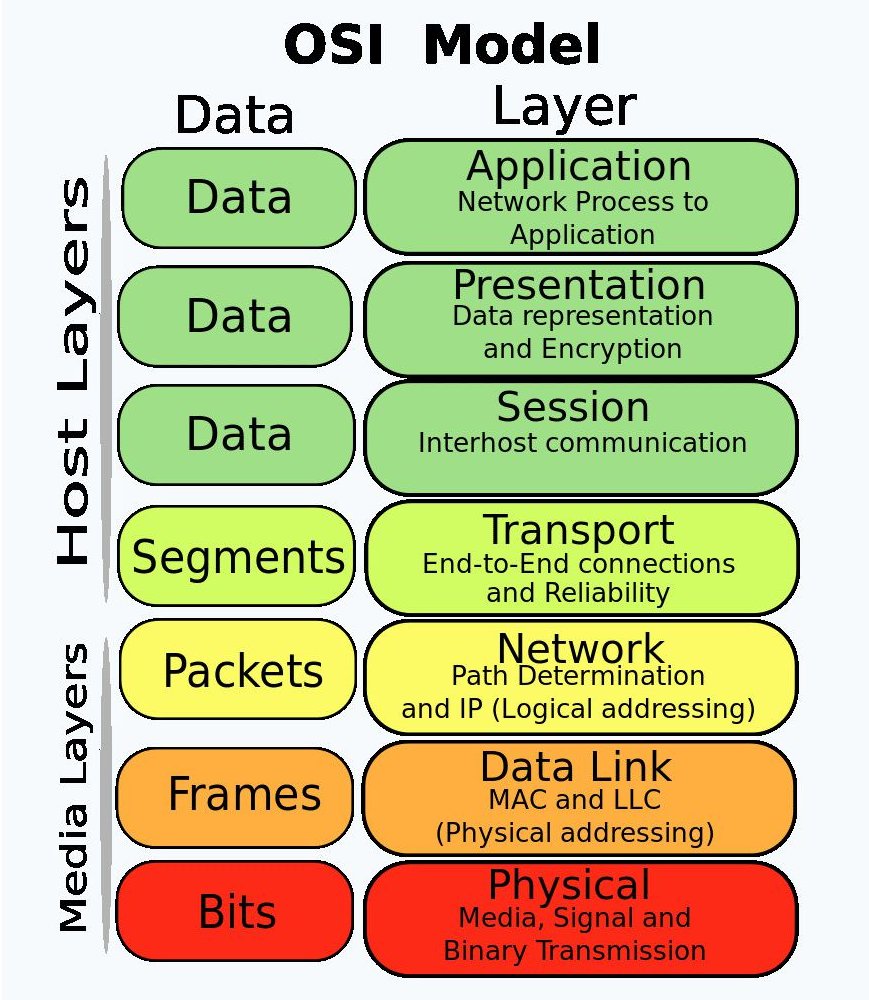 OSI Model
Data
Layer
Host Layers
Data
Application
Network Process to
Application
Data
Presentation
Data representation
and Encryption
Data
Session
Interhost communication
Segments
Transport
End-to-End connections
and Reliability
Media Layers
Packets
Network
Path Determination
and IP (Logical addressing)
Frames
Data Link
MAC and LLC
(Physical addressing)
Bits
Physical
Media, Signal and
Binary Transmission